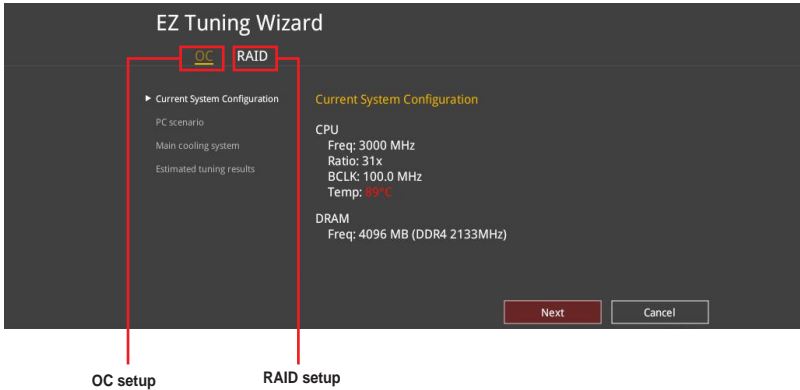 EZ Tuning Wizard
OC RAID
► Current System Configuration
PC scenario
Main cooling system
Estimated tuning results
Current System Configuration
CPU
Freq: 3000 MHz
Ratio: 31x
BCLK: 100.0 MHz
Temp: 89°C
DRAM
Freq: 4096 MB (DDR4 2133MHz)
Next Cancel
OC setup RAID setup